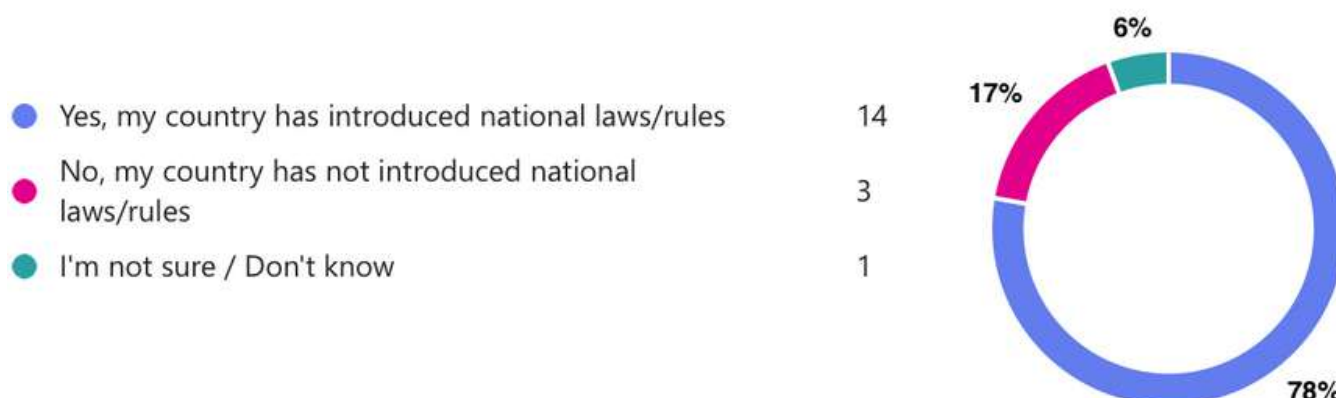 6%
17%
Yes, my country has introduced national laws/rules 14
No, my country has not introduced national
laws/rules 3
I'm not sure / Don't know 1
78%